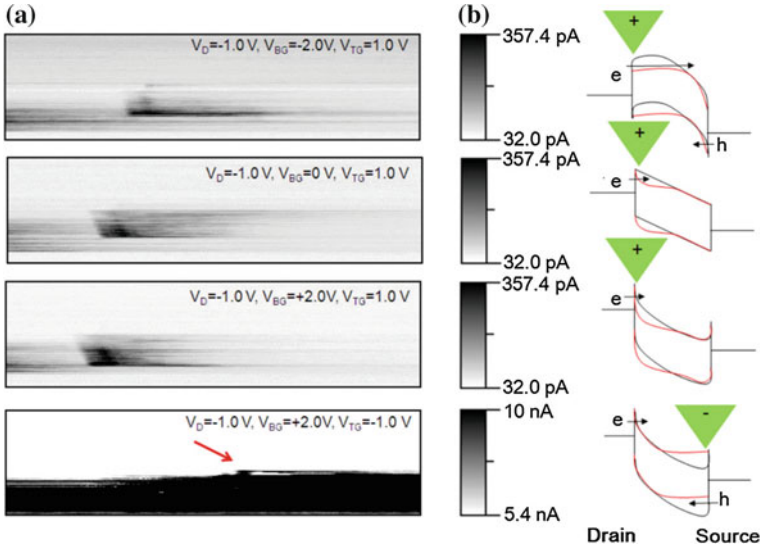 (a)
(b)
V_D=-1.0 V, V_BG=-2.0V, V_TG=1.0 V
357.4 pA
32.0 pA
+
e
h
V_D=-1.0 V, V_BG=0 V, V_TG=1.0 V
357.4 pA
32.0 pA
+
e
V_D=-1.0 V, V_BG=+2.0V, V_TG=1.0 V
357.4 pA
32.0 pA
+
e
V_D=-1.0 V, V_BG=+2.0V, V_TG=-1.0 V
10 nA
5.4 nA
-
e
h
Drain Source